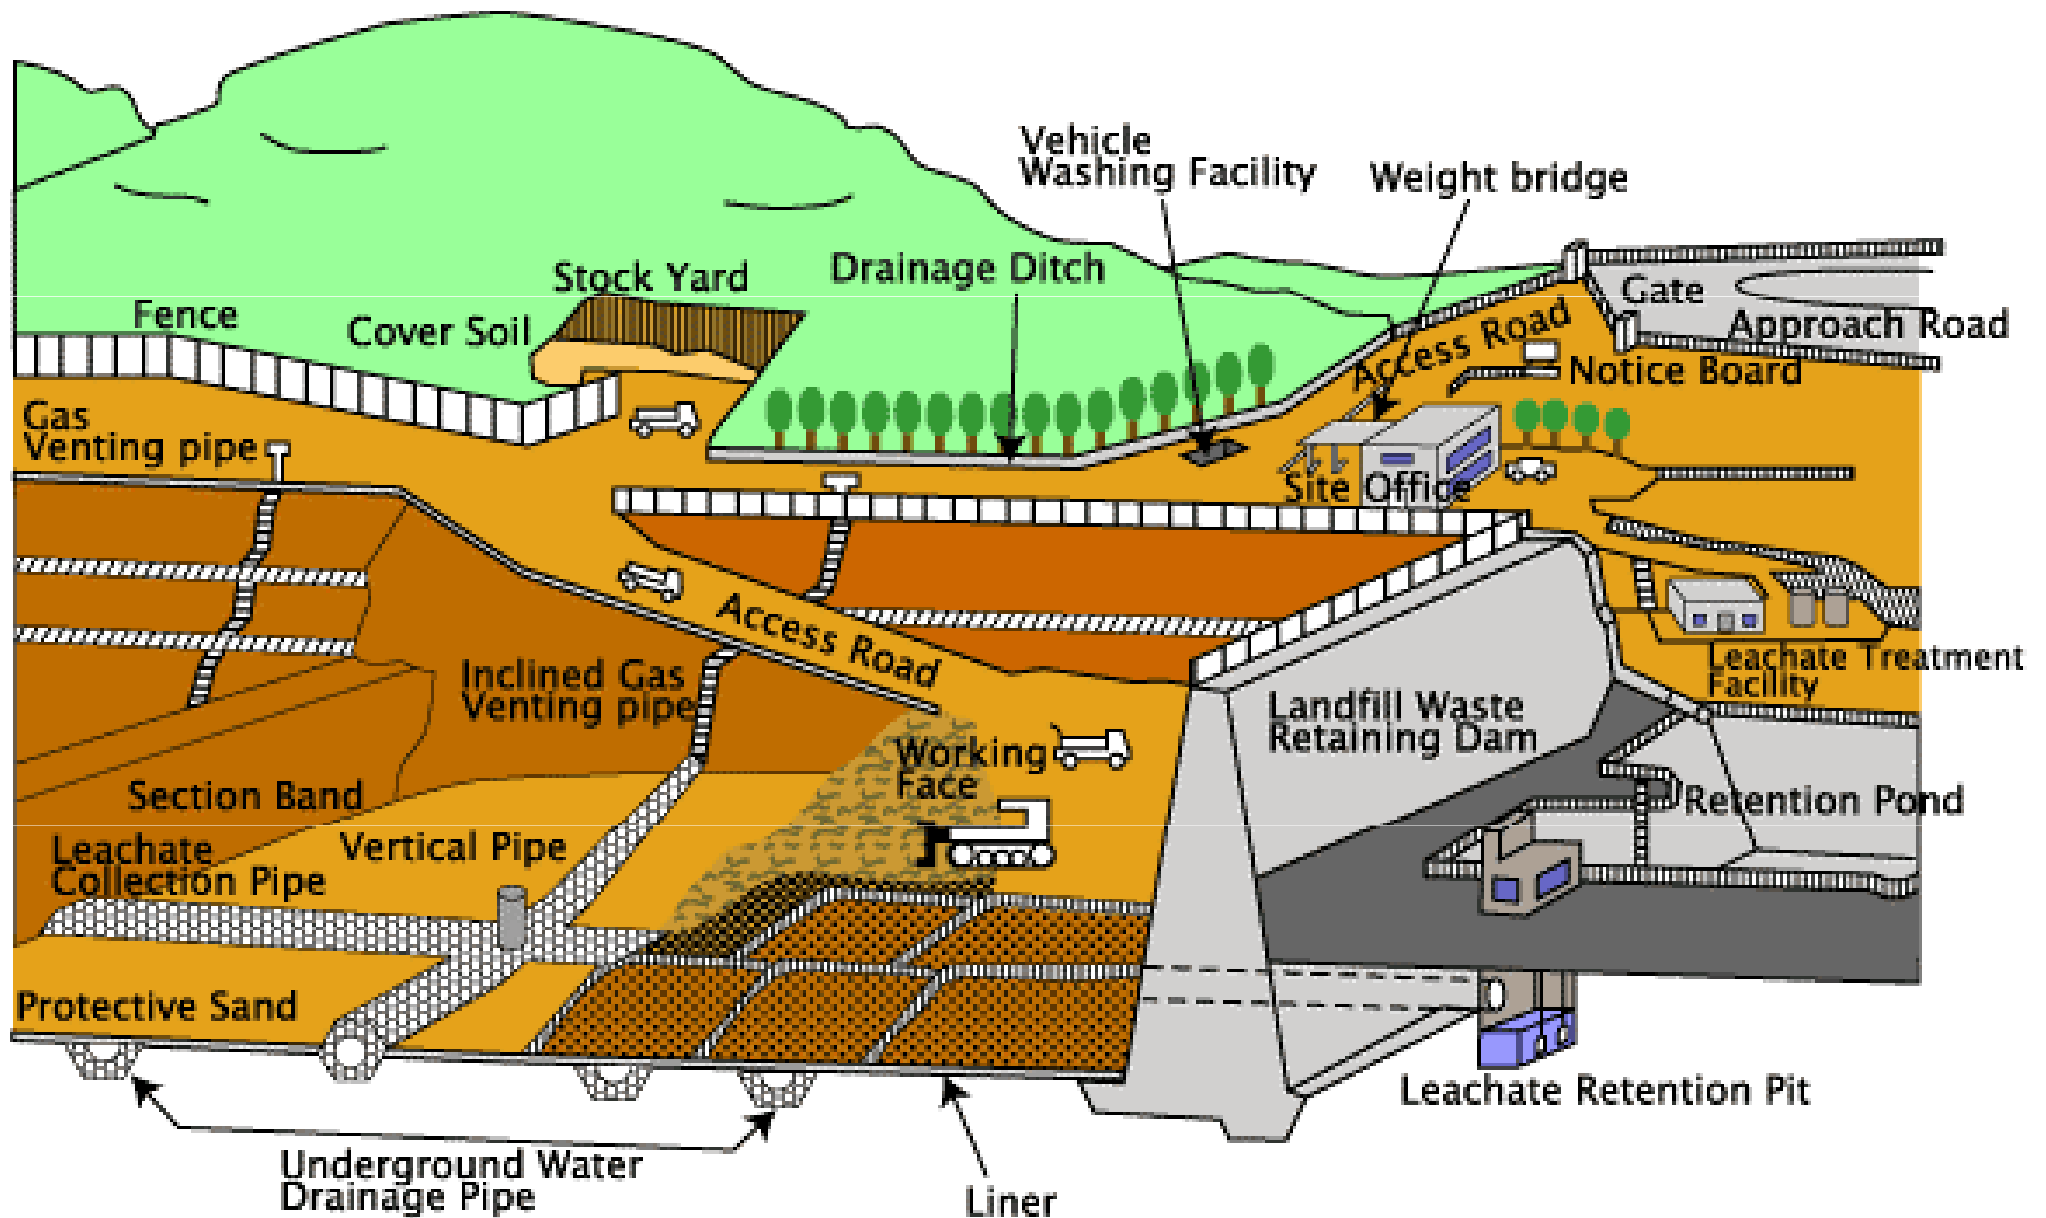 Vehicle
Washing Facility
Weight bridge
Drainage Ditch
Stock Yard
Gate
Fence
Cover Soil
Access Road
Approach Road
Notice Board
Gas
Venting pipe
Site Office
Access Road
Inclined Gas
Venting pipe
Leachate Treatment
Facility
Landfill Waste
Retaining Dam
Working
Face
Section Band
Retention Pond
Leachate
Collection Pipe
Vertical Pipe
Protective Sand
Leachate Retention Pit
Underground Water
Drainage Pipe
Liner